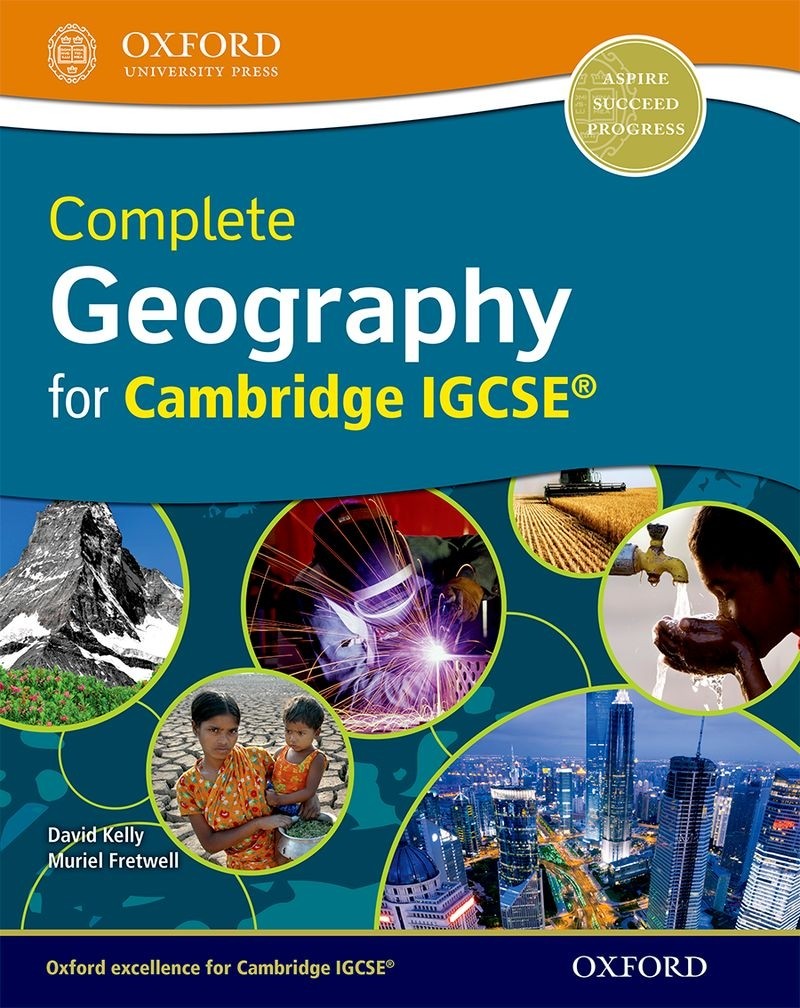 OXFORD
UNIVERSITY PRESS
ASPIRE
SUCCEED
PROGRESS
Complete
Geography
for Cambridge IGCSE®
David Kelly
Muriel Fretwell
Oxford excellence for Cambridge IGCSE®
OXFORD